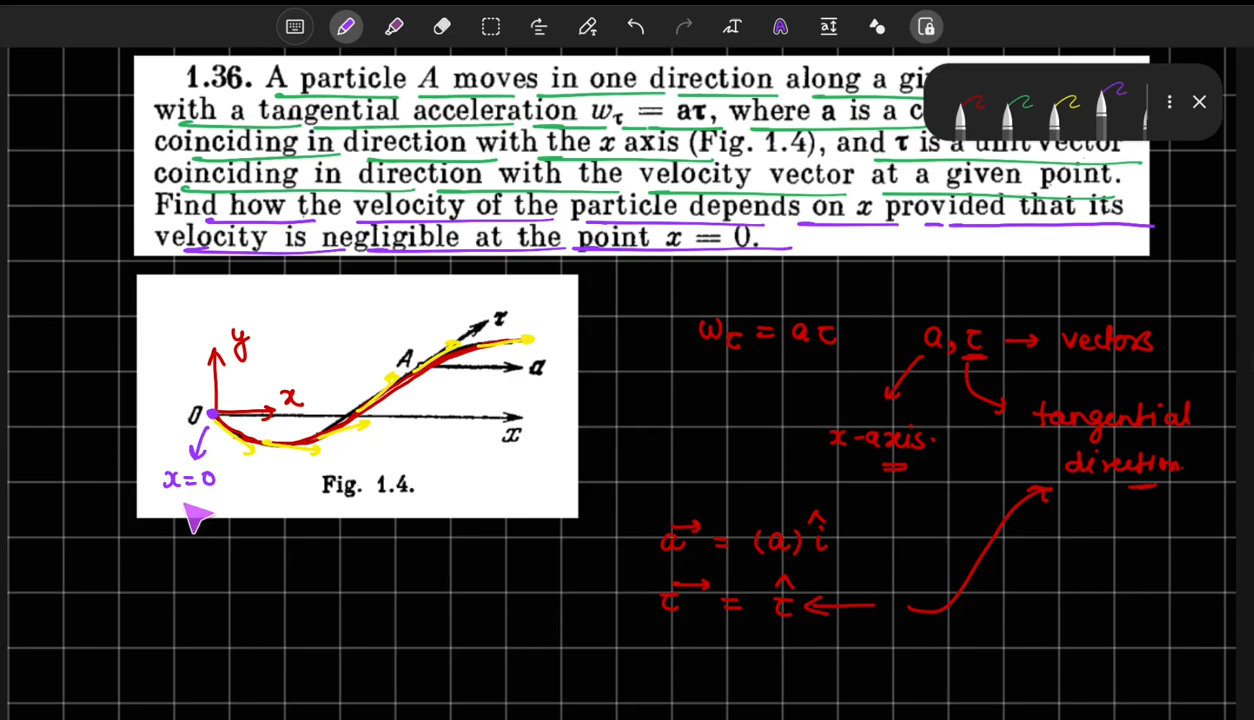 1.36. A particle A moves in one direction along a gi
with a tangential acceleration wτ = aτ, where a is a c
coinciding in direction with the x axis (Fig. 1.4), and τ is a unit vector
coinciding in direction with the velocity vector at a given point.
Find how the velocity of the particle depends on x provided that its
velocity is negligible at the point x = 0.
y
τ
A
a
x
O
x
x=0
Fig. 1.4.
ωτ = aτ
a, τ → vectors
x-axis.
tangential
direction.
a⃗ = (a) î
τ⃗ = τ̂